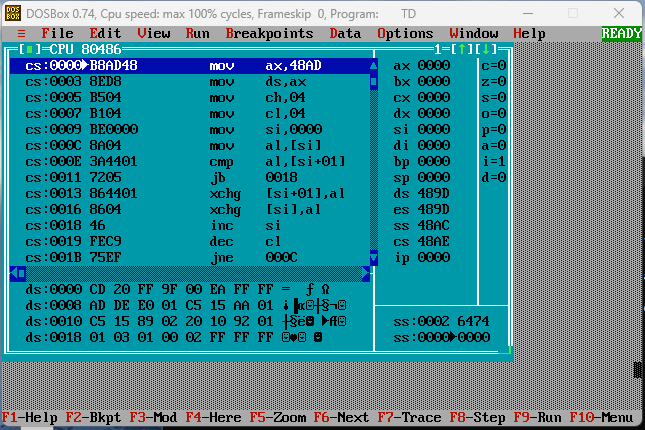 DOSBox 0.74, Cpu speed: max 100% cycles, Frameskip 0, Program: TD
≡ File Edit View Run Breakpoints Data Options Window Help READY
[■]=CPU 80486 1=[↑][↓]
cs:0000►B8AD48 mov ax,48AD ax 0000 c=0
cs:0003 8ED8 mov ds,ax bx 0000 z=0
cs:0005 B504 mov ch,04 cx 0000 s=0
cs:0007 B104 mov cl,04 dx 0000 o=0
cs:0009 BE0000 mov si,0000 si 0000 p=0
cs:000C 8A04 mov al,[si] di 0000 a=0
cs:000E 3A4401 cmp al,[si+01] bp 0000 i=1
cs:0011 7205 jb 0018 sp 0000 d=0
cs:0013 864401 xchg [si+01],al ds 489D
cs:0016 8604 xchg [si],al es 489D
cs:0018 46 inc si ss 48AC
cs:0019 FEC9 dec cl cs 48AE
cs:001B 75EF jne 000C ip 0000
ds:0000 CD 20 FF 9F 00 EA FF FF = ƒ Ω
ds:0008 AD DE E0 01 C5 15 AA 01 ¡▐α☺┼§¬☺
ds:0010 C5 15 89 02 20 10 92 01 ┼§ë☻ ►Æ☺ ss:0002 6474
ds:0018 01 03 01 00 02 FF FF FF ☺♥☺ ☻ ss:0000►0000
F1-Help F2-Bkpt F3-Mod F4-Here F5-Zoom F6-Next F7-Trace F8-Step F9-Run F10-Menu